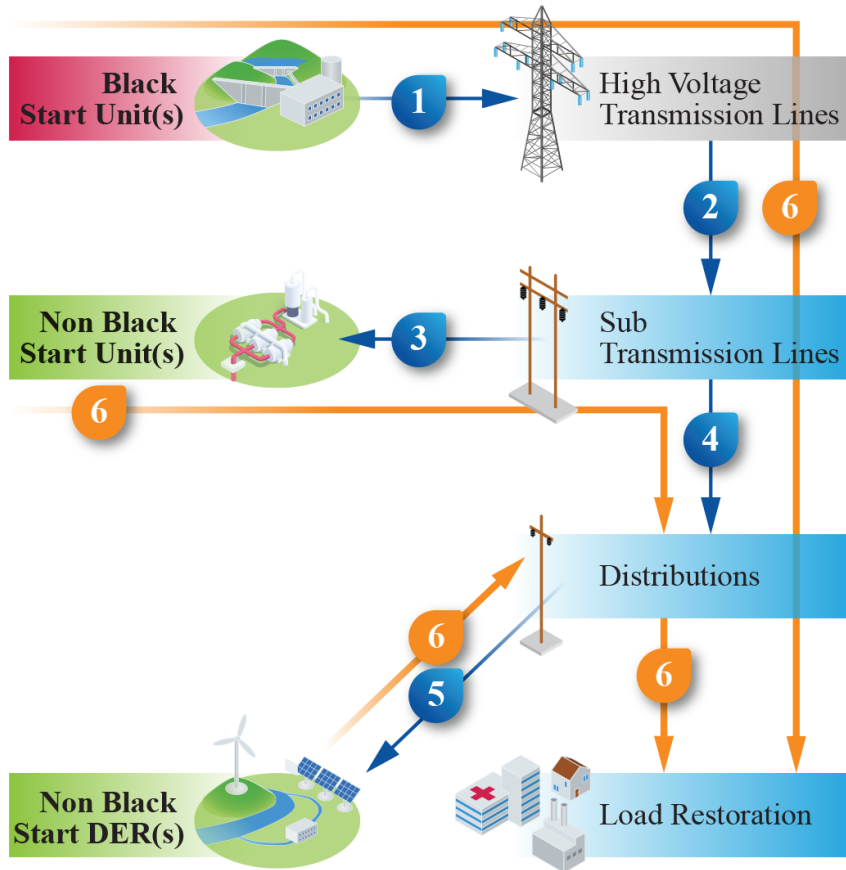 Black
Start Unit(s)
1
High Voltage
Transmission Lines
2
6
Non Black
Start Unit(s)
3
Sub
Transmission Lines
6
4
Distributions
6
5
6
Non Black
Start DER(s)
Load Restoration